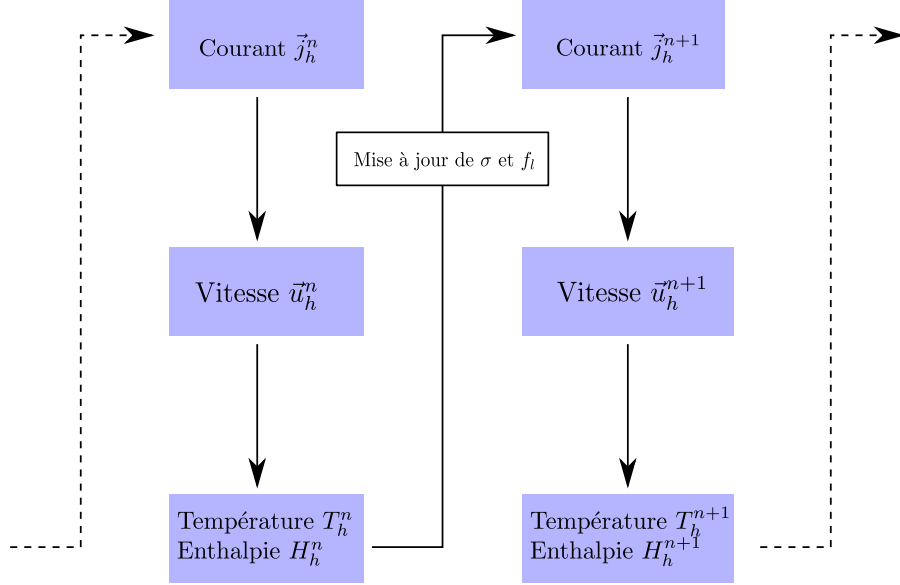 Courant $\vec{j}_h^n$
Vitesse $\vec{u}_h^n$
Température $T_h^n$
Enthalpie $H_h^n$
Mise à jour de $\sigma$ et $f_l$
Courant $\vec{j}_h^{n+1}$
Vitesse $\vec{u}_h^{n+1}$
Température $T_h^{n+1}$
Enthalpie $H_h^{n+1}$